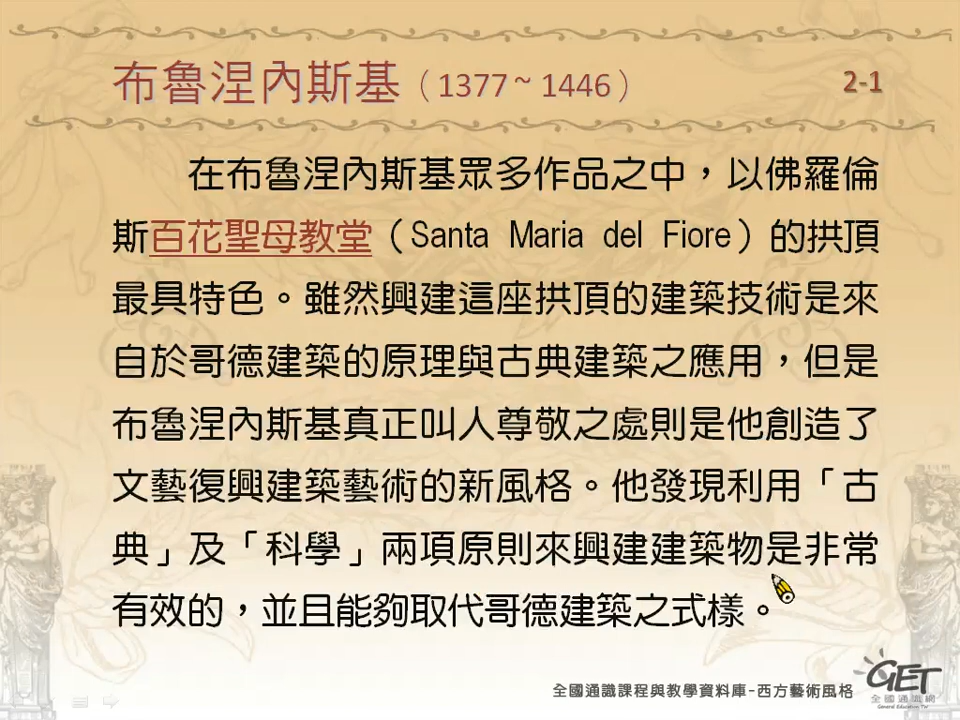 布魯涅內斯基（1377 ~ 1446）
2-1
在布魯涅內斯基眾多作品之中，以佛羅倫
斯百花聖母教堂（Santa Maria del Fiore）的拱頂
最具特色。雖然興建這座拱頂的建築技術是來
自於哥德建築的原理與古典建築之應用，但是
布魯涅內斯基真正叫人尊敬之處則是他創造了
文藝復興建築藝術的新風格。他發現利用「古
典」及「科學」兩項原則來興建建築物是非常
有效的，並且能夠取代哥德建築之式樣。
全國通識課程與教學資料庫-西方藝術風格
GET
全國通識網
General Education Tw